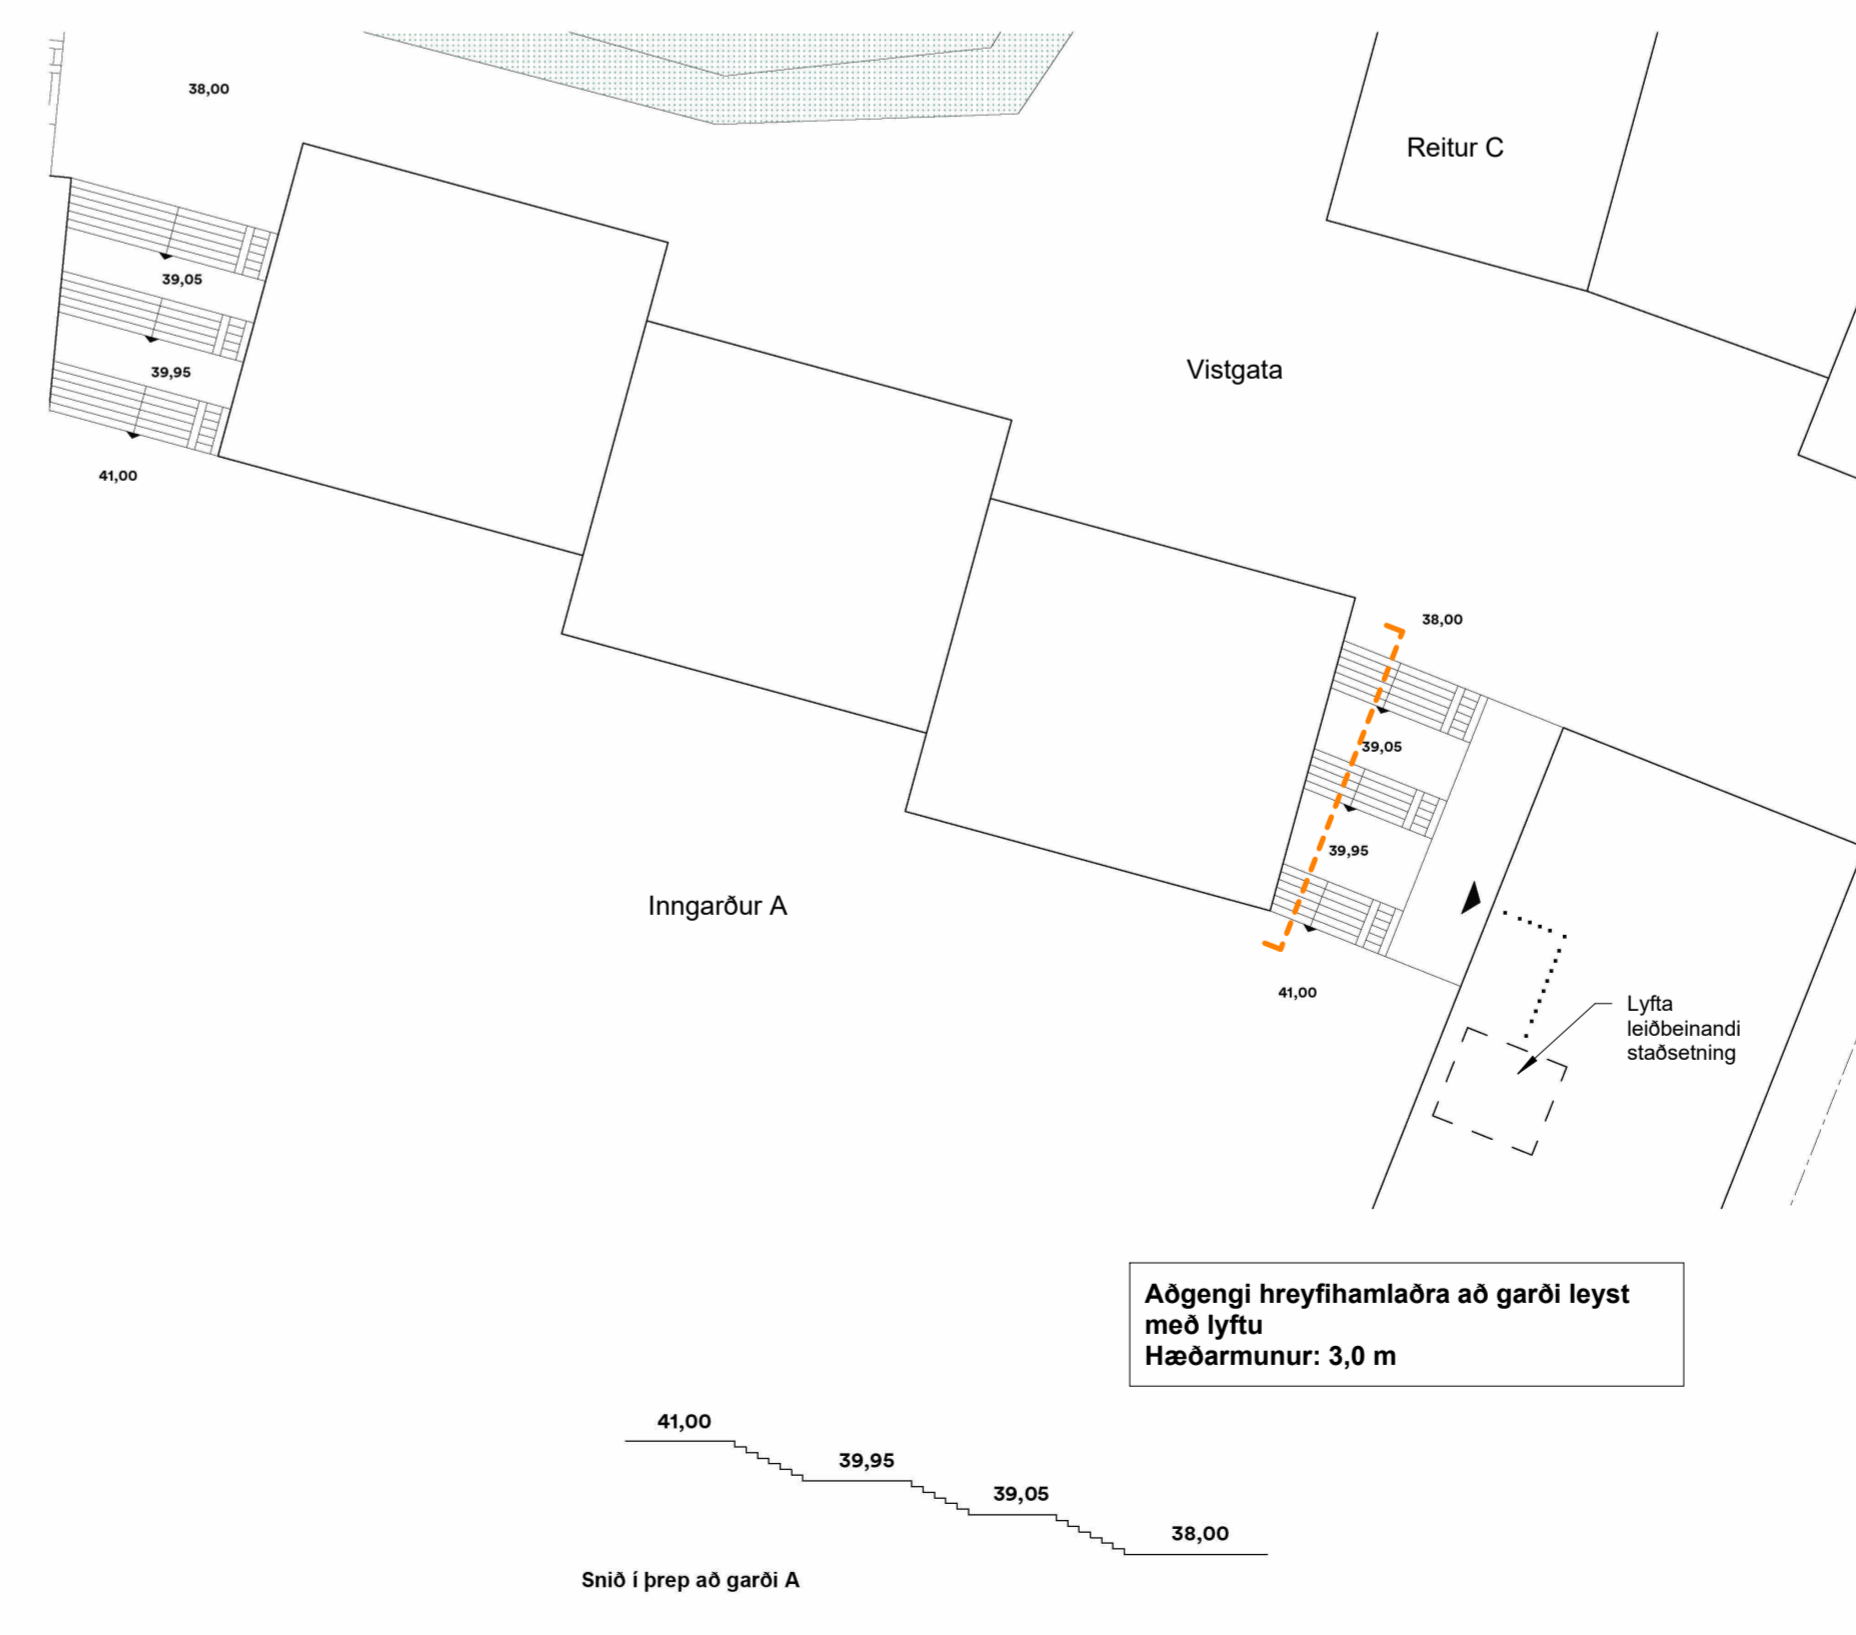 38,00
Reitur C
39,05
Vistgata
39,95
41,00
38,00
39,05
39,95
Inngarður A
41,00
Lyfta
leiðbeinandi
staðsetning
Aðgengi hreyfihamlaðra að garði leyst
með lyftu
Hæðarmunur: 3,0 m
41,00
39,95
39,05
38,00
Snið í þrep að garði A